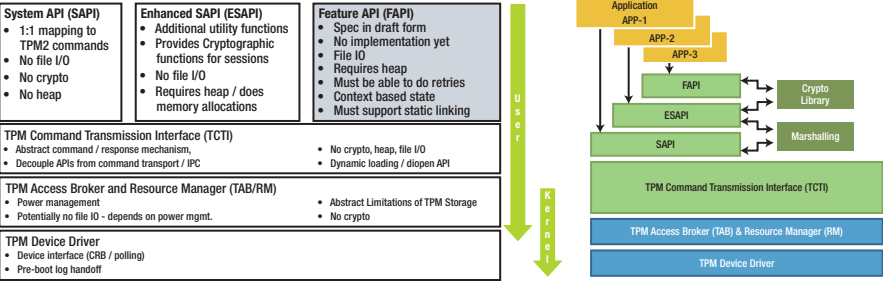 System API (SAPI)
• 1:1 mapping to
TPM2 commands
• No file I/O
• No crypto
• No heap
Enhanced SAPI (ESAPI)
• Additional utility functions
• Provides Cryptographic
functions for sessions
• No file I/O
• Requires heap / does
memory allocations
Feature API (FAPI)
• Spec in draft form
• No implementation yet
• File IO
• Requires heap
• Must be able to do retries
• Context based state
• Must support static linking
TPM Command Transmission Interface (TCTI)
• Abstract command / response mechanism,
• Decouple APIs from command transport / IPC
• No crypto, heap, file I/O
• Dynamic loading / diopen API
TPM Access Broker and Resource Manager (TAB/RM)
• Power management
• Potentially no file IO - depends on power mgmt.
• Abstract Limitations of TPM Storage
• No crypto
TPM Device Driver
• Device interface (CRB / polling)
• Pre-boot log handoff
User
Kernel
Application
APP-1
APP-2
APP-3
FAPI
ESAPI
SAPI
Crypto
Library
Marshalling
TPM Command Transmission Interface (TCTI)
TPM Access Broker (TAB) & Resource Manager (RM)
TPM Device Driver